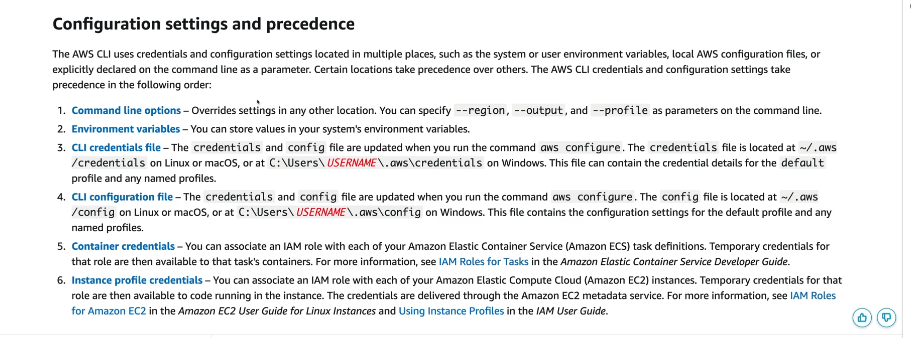 Configuration settings and precedence
The AWS CLI uses credentials and configuration settings located in multiple places, such as the system or user environment variables, local AWS configuration files, or
explicitly declared on the command line as a parameter. Certain locations take precedence over others. The AWS CLI credentials and configuration settings take
precedence in the following order:
1. Command line options – Overrides settings in any other location. You can specify --region, --output, and --profile as parameters on the command line.
2. Environment variables – You can store values in your system's environment variables.
3. CLI credentials file – The credentials and config file are updated when you run the command aws configure. The credentials file is located at ~/.aws
/credentials on Linux or macOS, or at C:\Users\USERNAME\.aws\credentials on Windows. This file can contain the credential details for the default
profile and any named profiles.
4. CLI configuration file – The credentials and config file are updated when you run the command aws configure. The config file is located at ~/.aws
/config on Linux or macOS, or at C:\Users\USERNAME\.aws\config on Windows. This file contains the configuration settings for the default profile and any
named profiles.
5. Container credentials – You can associate an IAM role with each of your Amazon Elastic Container Service (Amazon ECS) task definitions. Temporary credentials for
that role are then available to that task's containers. For more information, see IAM Roles for Tasks in the Amazon Elastic Container Service Developer Guide.
6. Instance profile credentials – You can associate an IAM role with each of your Amazon Elastic Compute Cloud (Amazon EC2) instances. Temporary credentials for that
role are then available to code running in the instance. The credentials are delivered through the Amazon EC2 metadata service. For more information, see IAM Roles
for Amazon EC2 in the Amazon EC2 User Guide for Linux Instances and Using Instance Profiles in the IAM User Guide.